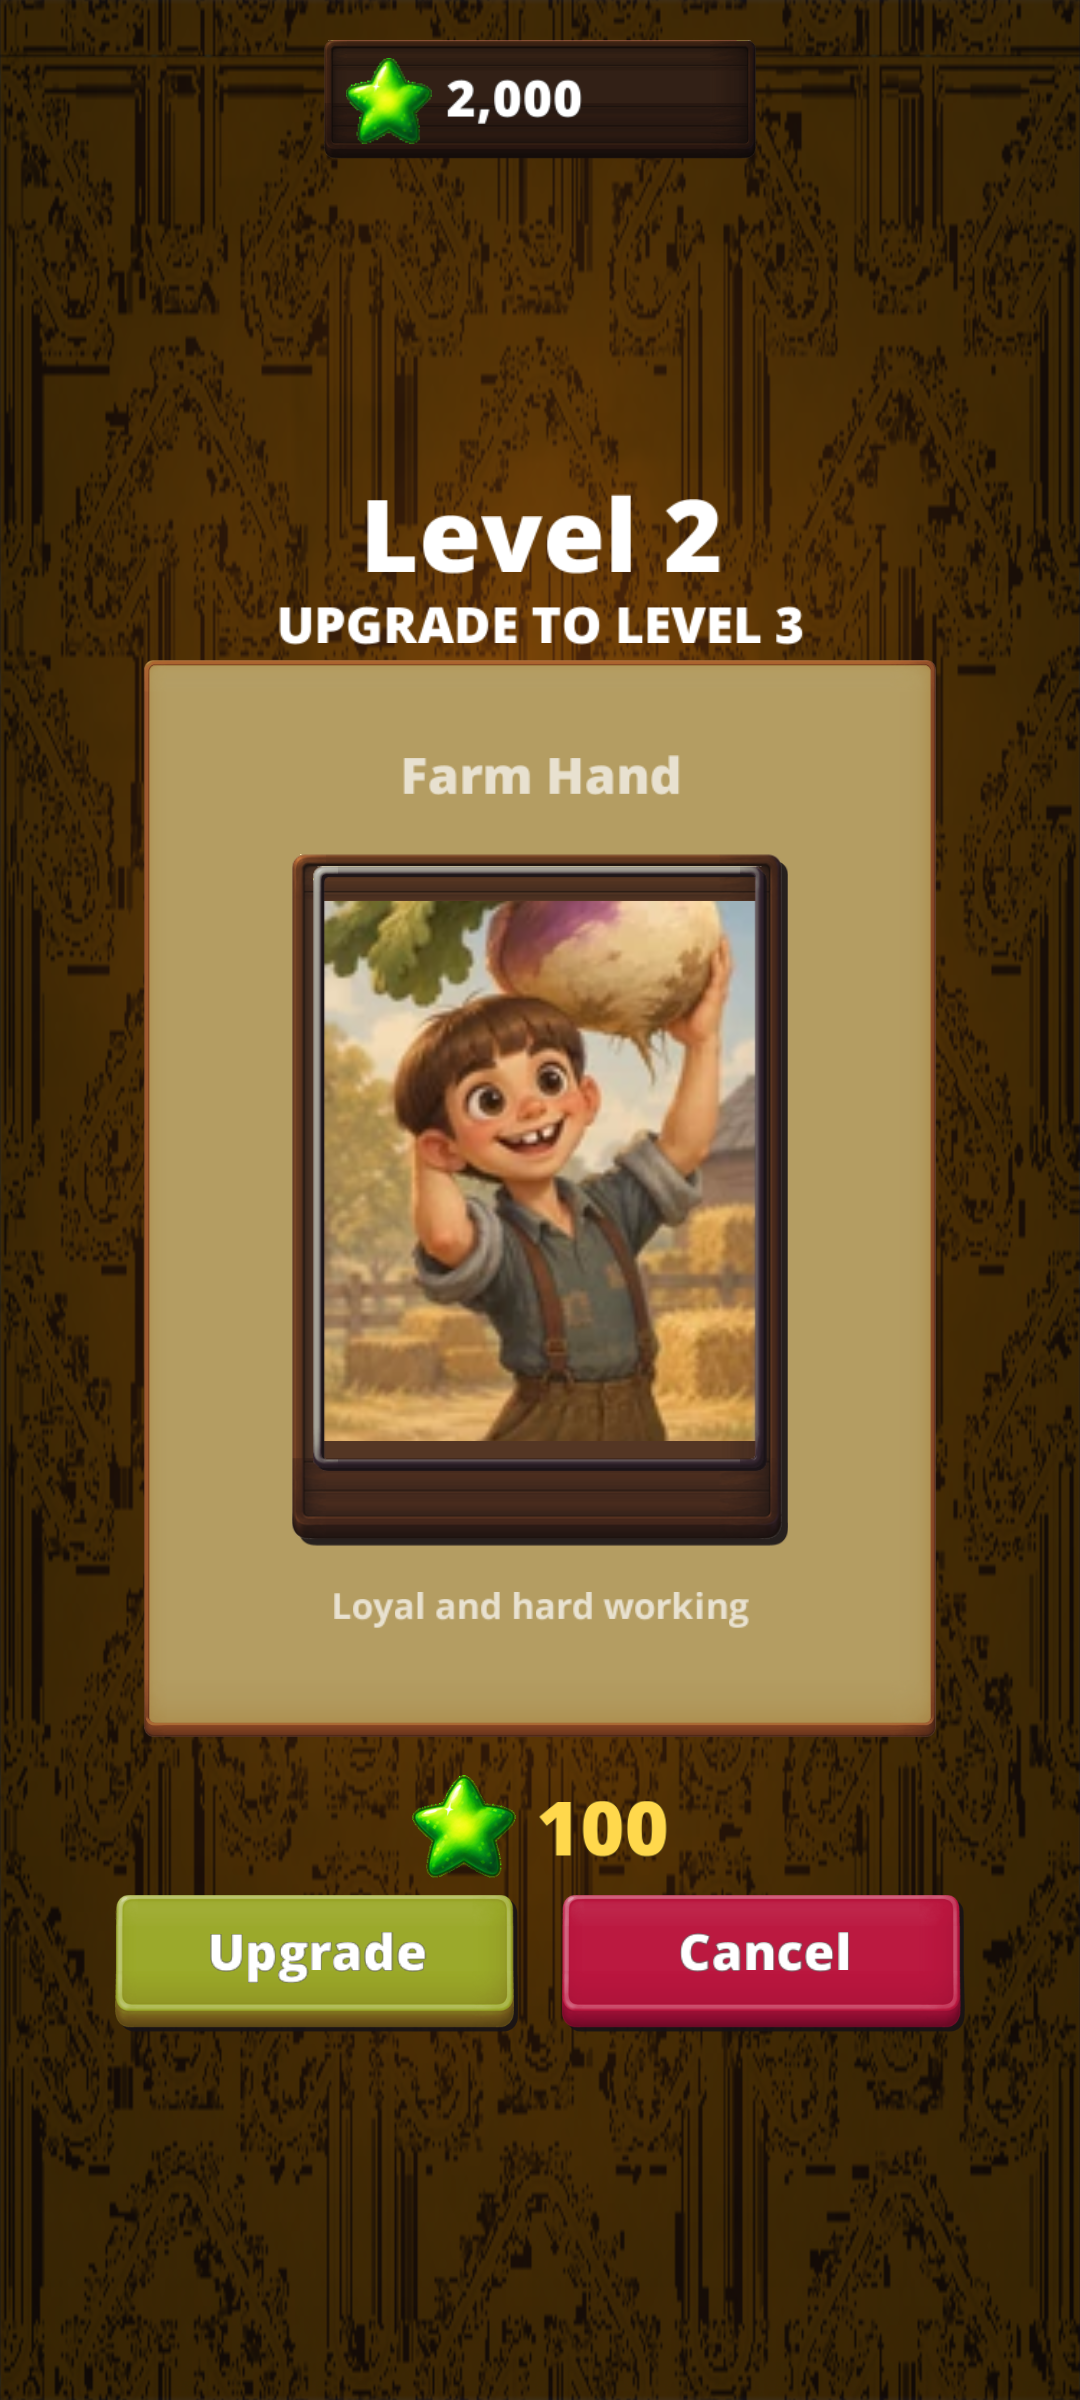 2,000
Level 2
UPGRADE TO LEVEL 3
Farm Hand
Loyal and hard working
100
Upgrade
Cancel